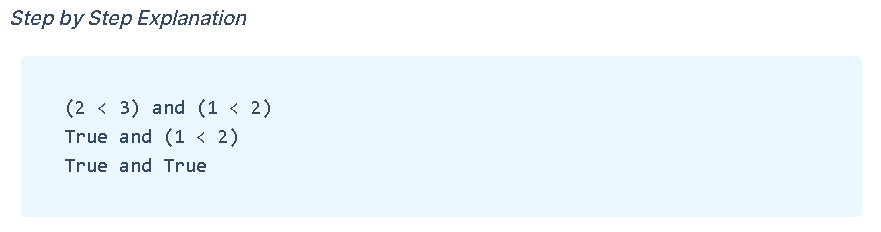 Step by Step Explanation
(2 < 3) and (1 < 2)
True and (1 < 2)
True and True